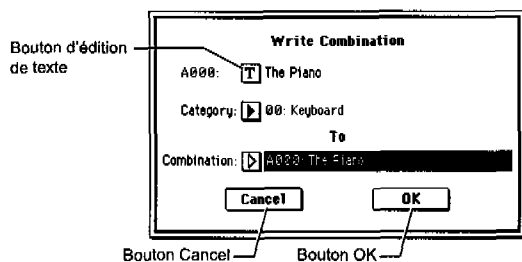 Write Combination
Bouton d'édition
de texte
A000: T The Piano
Category: 00: Keyboard
To
Combination: A000: The Piano
Cancel OK
Bouton Cancel Bouton OK